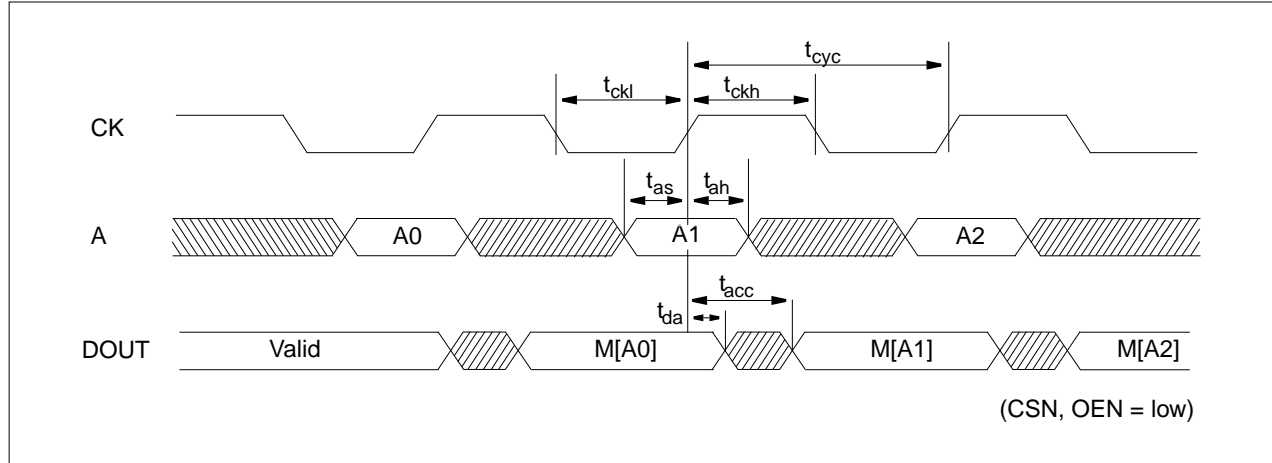 t_cyc
t_ckl t_ckh
CK
t_as t_ah
A A0 A1 A2
t_acc
t_da
DOUT Valid M[A0] M[A1] M[A2]
(CSN, OEN = low)